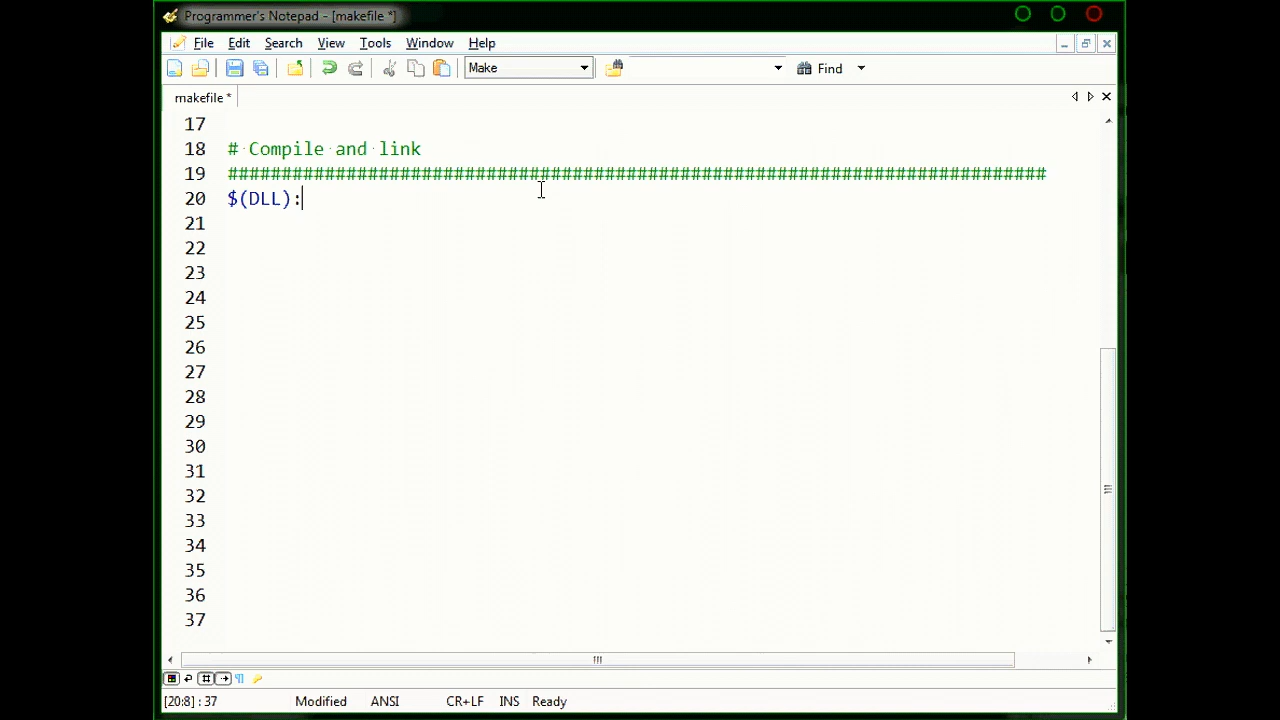 Programmer's Notepad - [makefile *]
File Edit Search View Tools Window Help
Make Find
makefile *
17
18 # Compile and link
19 ############################################################################
20 $(DLL):
21
22
23
24
25
26
27
28
29
30
31
32
33
34
35
36
37
[20:8] : 37 Modified ANSI CR+LF INS Ready